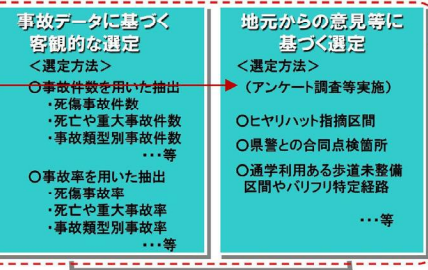 事故データに基づく
客観的な選定
＜選定方法＞
○事故件数を用いた抽出
・死傷事故件数
・死亡や重大事故件数
・事故類型別事故件数
・・・等
○事故率を用いた抽出
・死傷事故率
・死亡や重大事故率
・事故類型別事故率
・・・等
地元からの意見等に
基づく選定
＜選定方法＞
（アンケート調査等実施）
○ヒヤリハット指摘区間
○県警との合同点検箇所
○通学利用ある歩道未整備
区間やバリフリ特定経路
・・・等